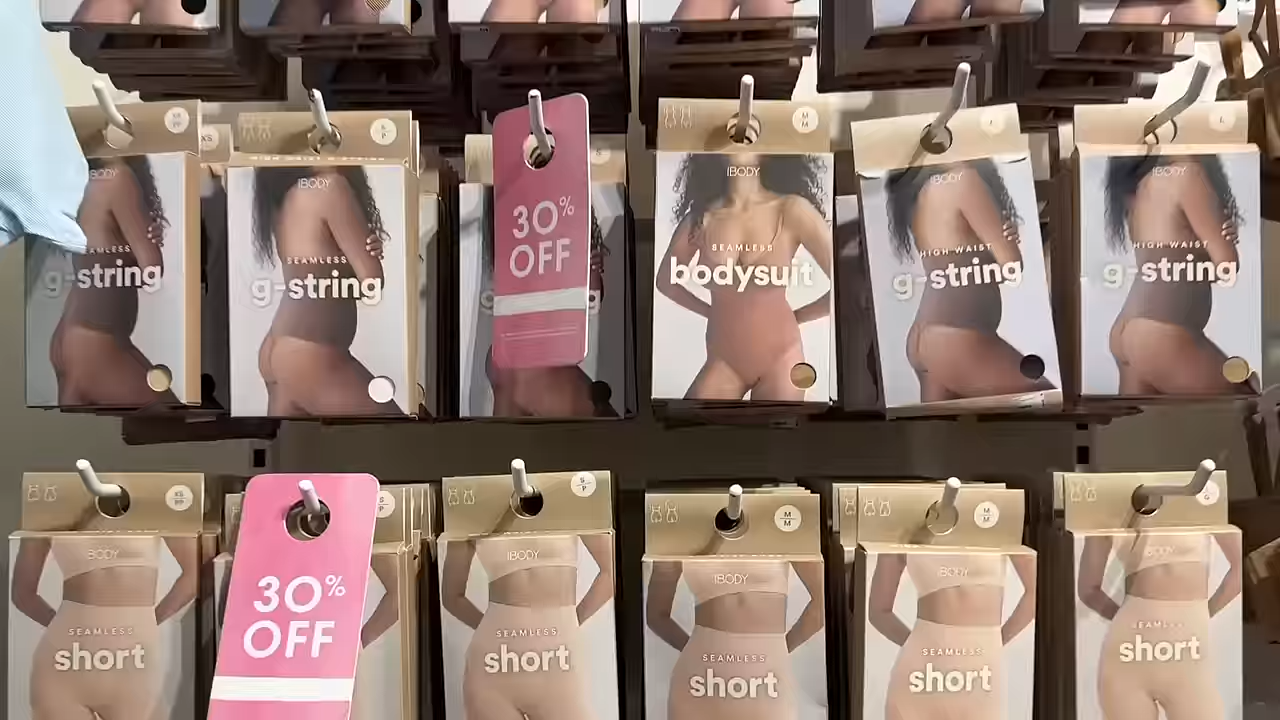 IBODY
SEAMLESS
g-string
IBODY
SEAMLESS
g-string
S
P
30%
OFF
IBODY
SEAMLESS
bodysuit
M
M
IBODY
HIGH WAIST
g-string
L
IBODY
HIGH WAIST
g-string
L
XS
PP
IBODY
SEAMLESS
short
30%
OFF
S
P
S
P
IBODY
SEAMLESS
short
M
M
IBODY
SEAMLESS
short
M
M
IBODY
SEAMLESS
short
IBODY
SEAMLESS
short